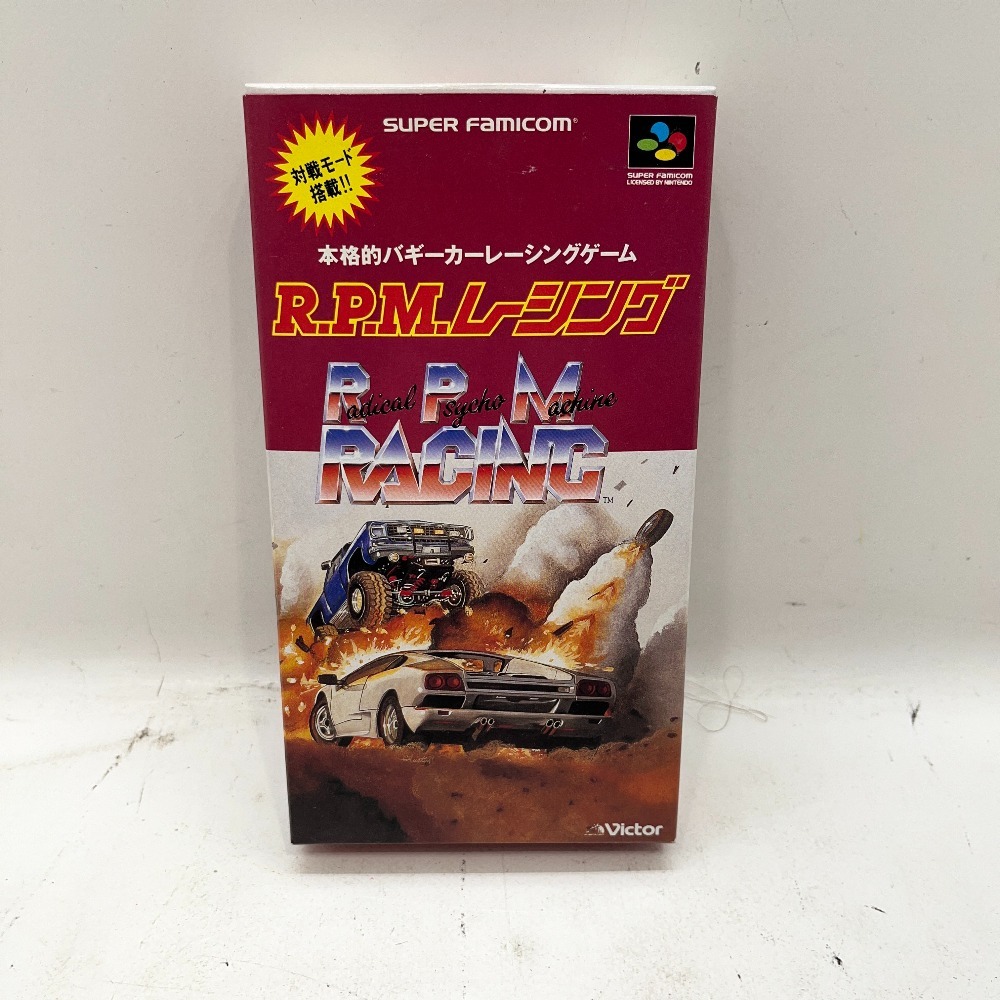 SUPER FAMICOM®
対戦モード
搭載!!
SUPER FAMICOM
LICENSED BY NINTENDO
本格的バギーカーレーシングゲーム
R.P.M.レーシング
Radical Psycho Machine
RACING™
Victor